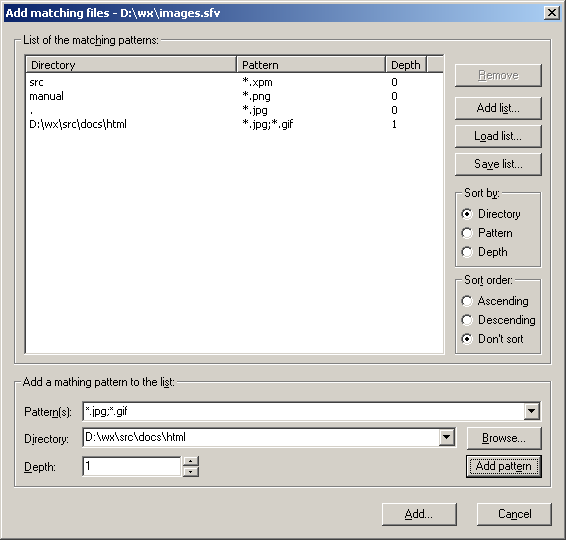 Add matching files - D:\wx\images.sfv
List of the matching patterns:
Directory Pattern Depth
src *.xpm 0
manual *.png 0
. *.jpg 0
D:\wx\src\docs\html *.jpg;*.gif 1
Remove
Add list...
Load list...
Save list...
Sort by:
Directory
Pattern
Depth
Sort order:
Ascending
Descending
Don't sort
Add a mathing pattern to the list:
Pattern(s): *.jpg;*.gif
Directory: D:\wx\src\docs\html Browse...
Depth: 1 Add pattern
Add... Cancel